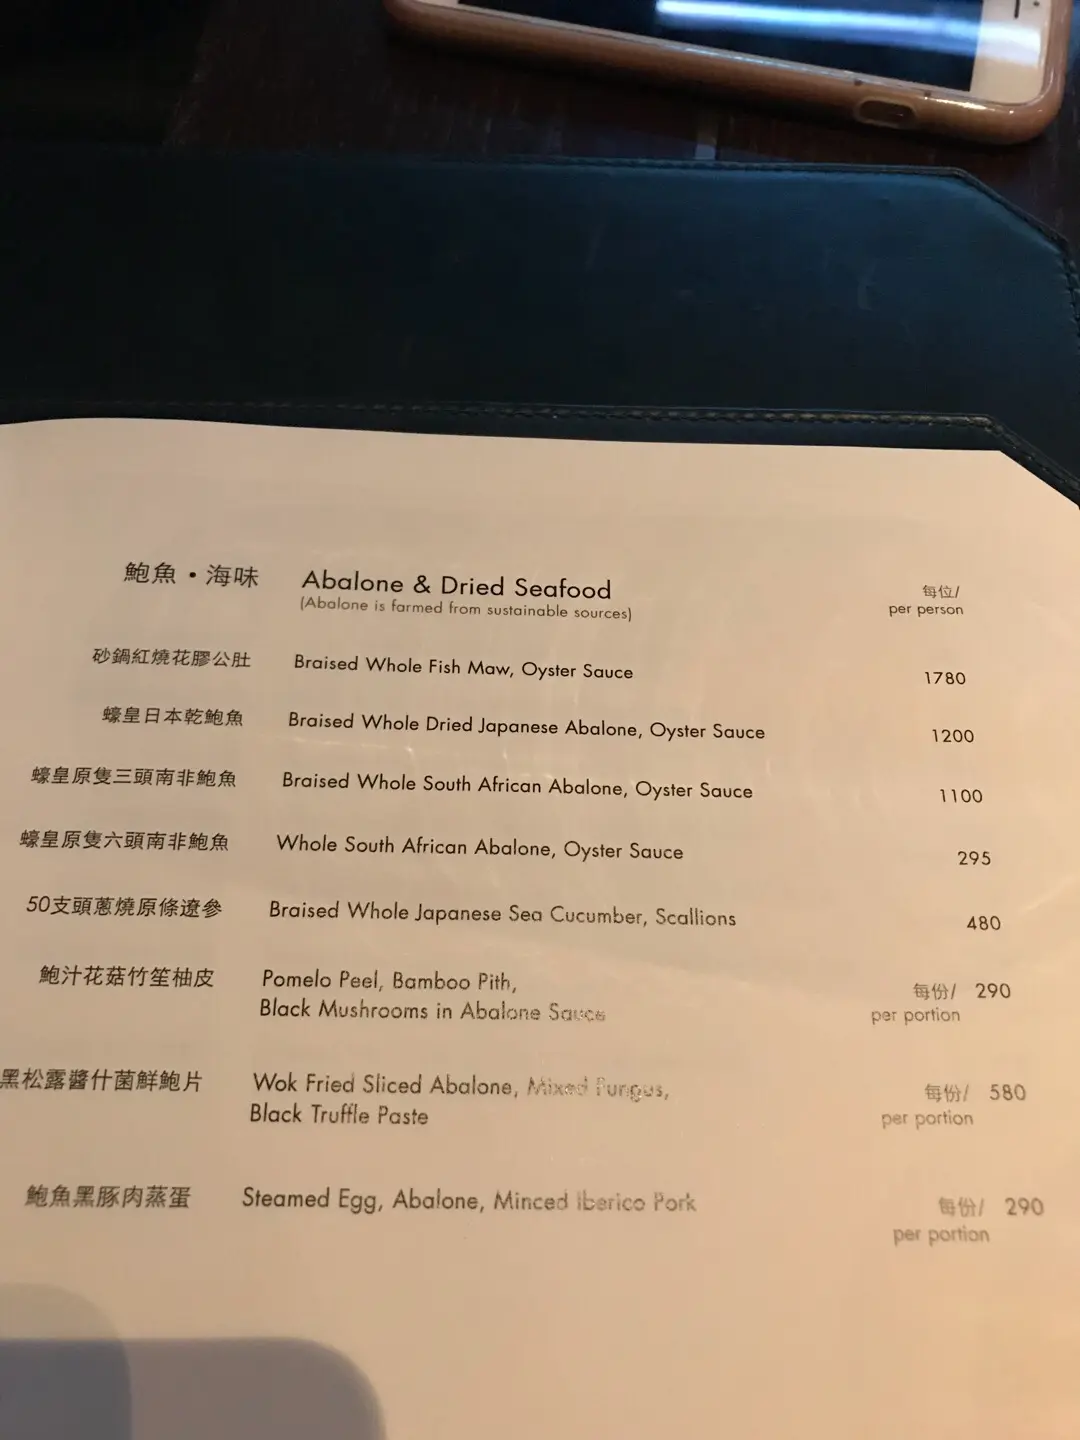 鮑魚・海味 Abalone & Dried Seafood
(Abalone is farmed from sustainable sources)
每位/
per person
砂鍋紅燒花膠公肚 Braised Whole Fish Maw, Oyster Sauce 1780
蠔皇日本乾鮑魚 Braised Whole Dried Japanese Abalone, Oyster Sauce 1200
蠔皇原隻三頭南非鮑魚 Braised Whole South African Abalone, Oyster Sauce 1100
蠔皇原隻六頭南非鮑魚 Whole South African Abalone, Oyster Sauce 295
50支頭蔥燒原條遼參 Braised Whole Japanese Sea Cucumber, Scallions 480
鮑汁花菇竹笙柚皮 Pomelo Peel, Bamboo Pith, 每份/ 290
Black Mushrooms in Abalone Sauce per portion
黑松露醬什菌鮮鮑片 Wok Fried Sliced Abalone, Mixed Fungus, 每份/ 580
Black Truffle Paste per portion
鮑魚黑豚肉蒸蛋 Steamed Egg, Abalone, Minced Iberico Pork 每份/ 290
per portion